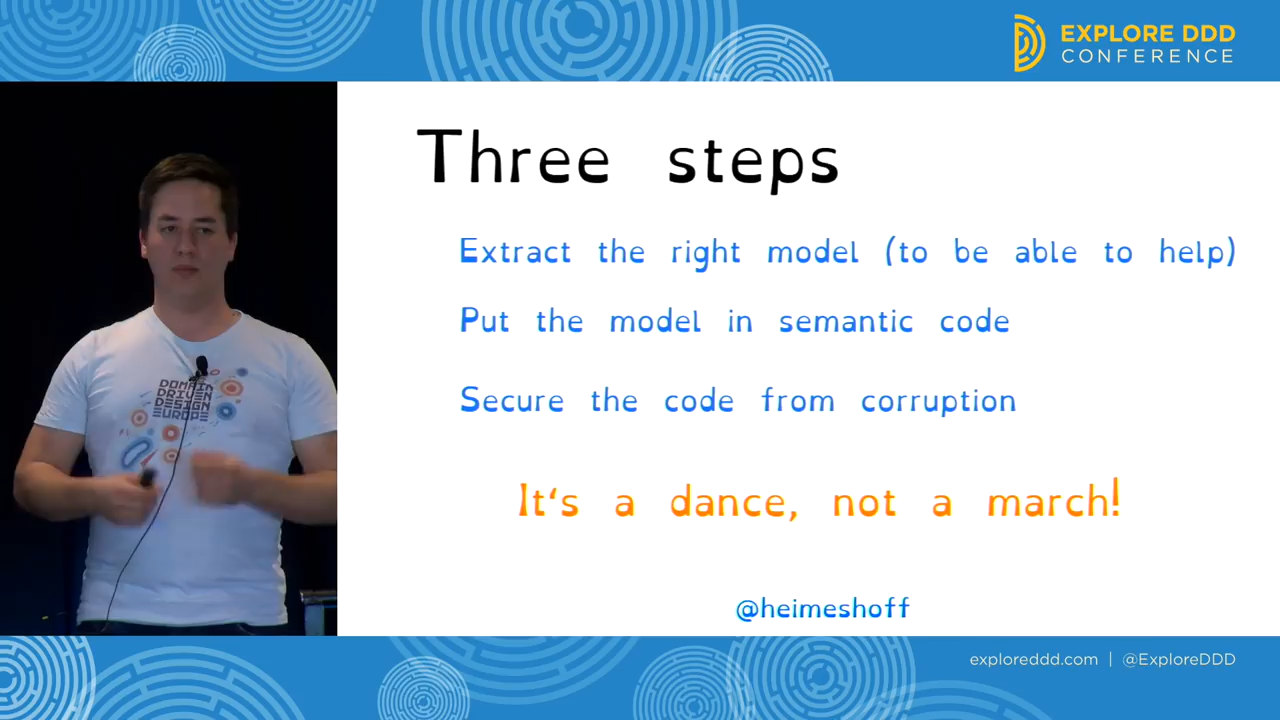 EXPLORE DDD
CONFERENCE
Three steps
Extract the right model (to be able to help)
Put the model in semantic code
Secure the code from corruption
It‘s a dance, not a march!
@heimeshoff
DOMAIN
DRIVEN
DESIGN
EUROPE
exploreddd.com | @ExploreDDD